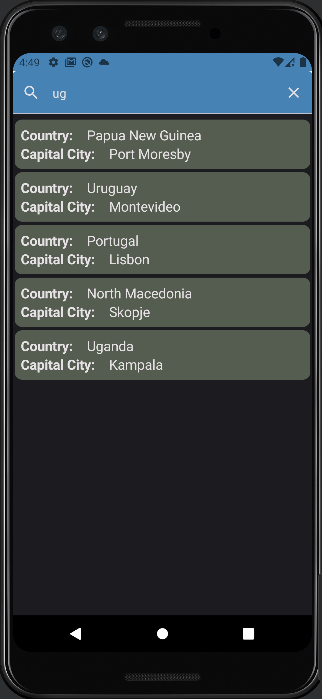 4:49
ug
Country: Papua New Guinea
Capital City: Port Moresby
Country: Uruguay
Capital City: Montevideo
Country: Portugal
Capital City: Lisbon
Country: North Macedonia
Capital City: Skopje
Country: Uganda
Capital City: Kampala